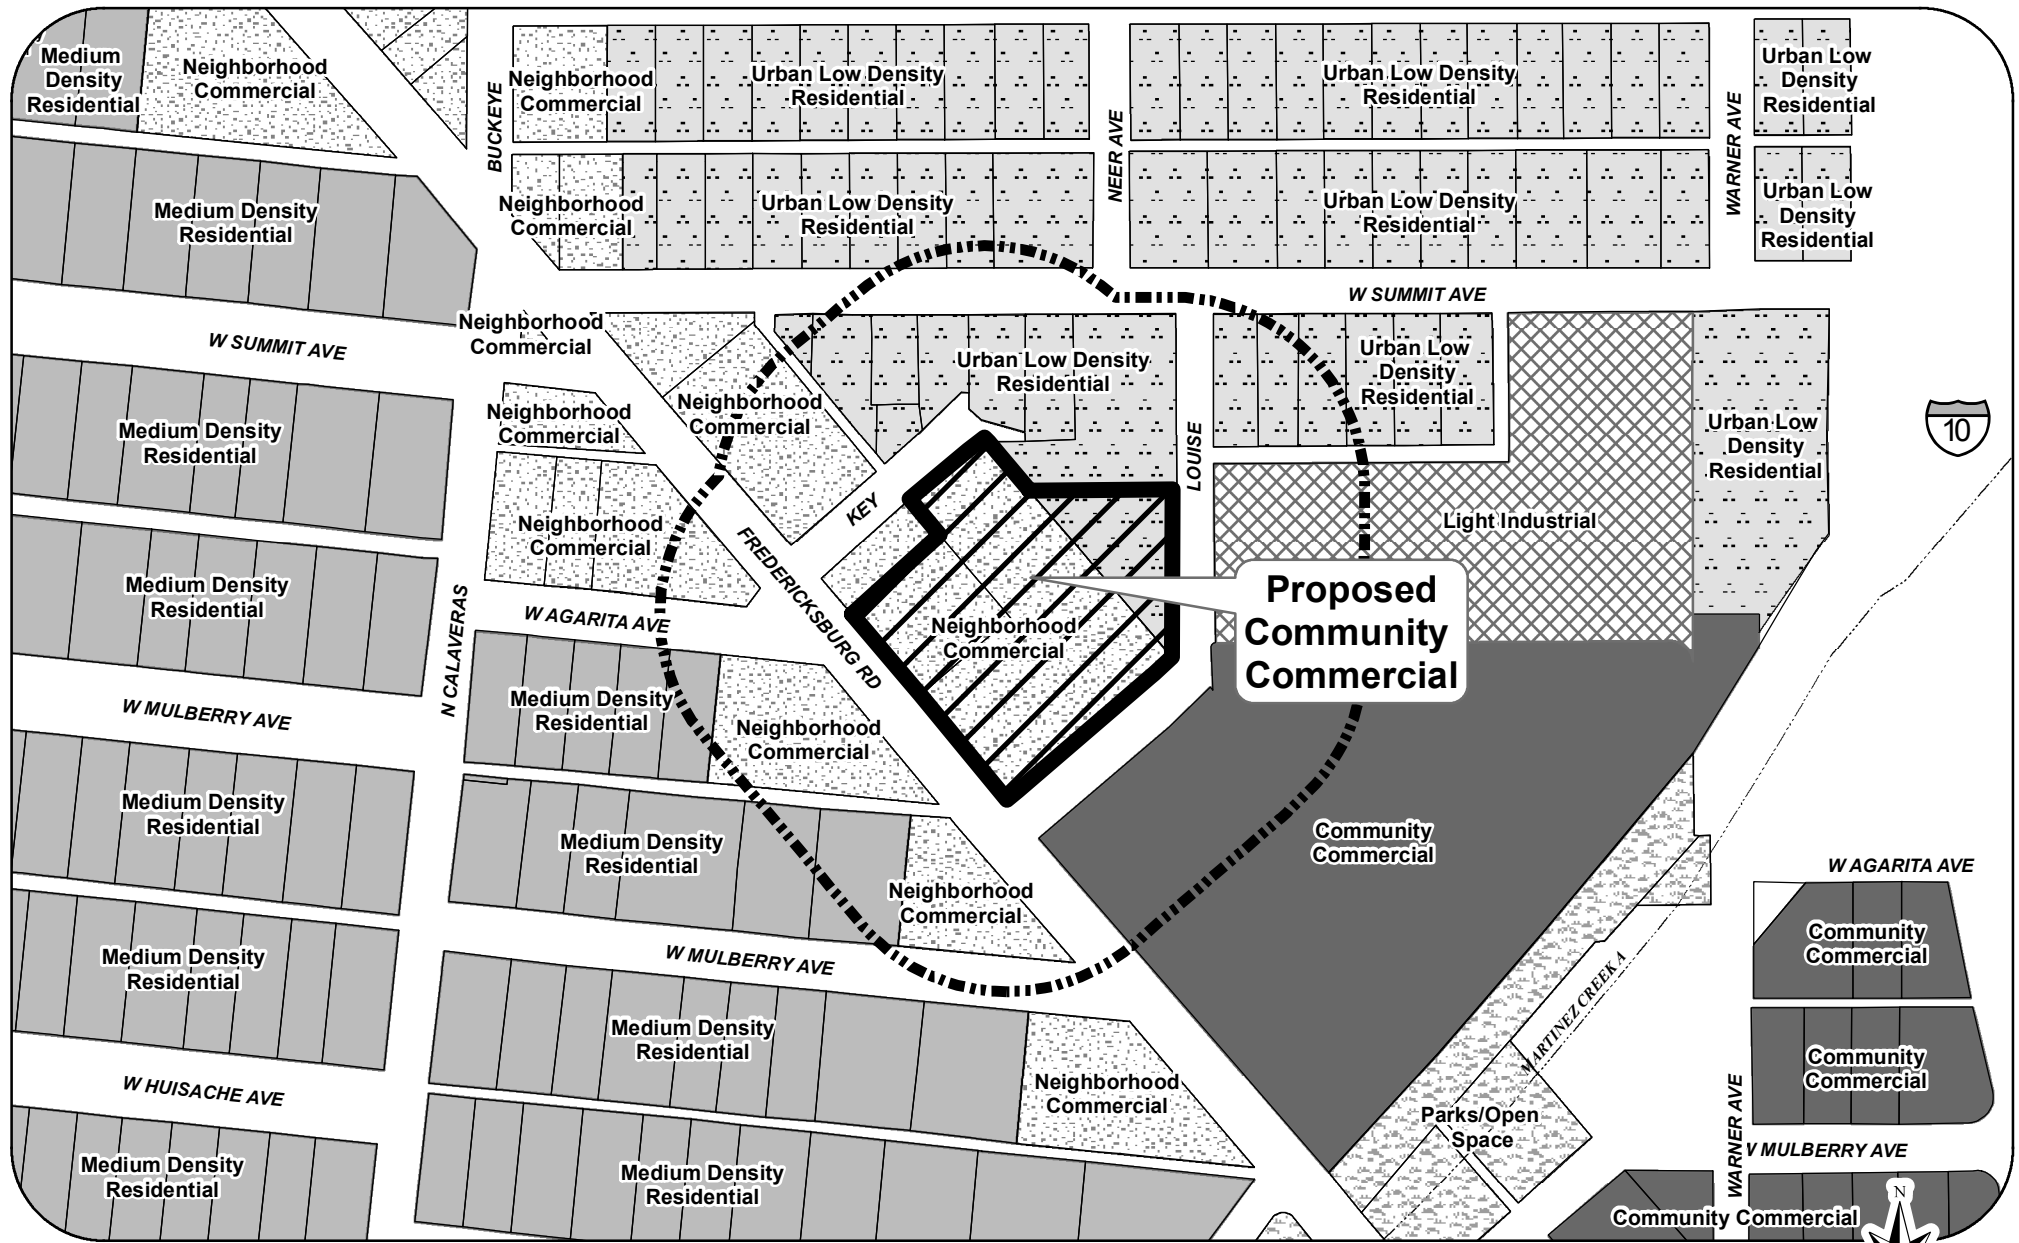 Medium
Density
Residential
Neighborhood
Commercial
BUCKEYE
Neighborhood
Commercial
Urban Low Density
Residential
NEER AVE
Urban Low Density
Residential
WARNER AVE
Urban Low
Density
Residential
Medium Density
Residential
Neighborhood
Commercial
Urban Low Density
Residential
Urban Low Density
Residential
Urban Low
Density
Residential
W SUMMIT AVE
W SUMMIT AVE
Neighborhood
Commercial
Urban Low Density
Residential
Urban Low
Density
Residential
Neighborhood
Commercial
Neighborhood
Commercial
Medium Density
Residential
Urban Low
Density
Residential
10
LOUISE
KEY
Neighborhood
Commercial
Light Industrial
FREDERICKSBURG RD
Medium Density
Residential
Proposed
Community
Commercial
N CALAVERAS
W AGARITA AVE
Neighborhood
Commercial
W MULBERRY AVE
Medium Density
Residential
Neighborhood
Commercial
Medium Density
Residential
Medium Density
Residential
Community
Commercial
W AGARITA AVE
Neighborhood
Commercial
Community
Commercial
Medium Density
Residential
W MULBERRY AVE
MARTINEZ CREEK A
Medium Density
Residential
Community
Commercial
Neighborhood
Commercial
W HUISACHE AVE
Parks/Open
Space
WARNER AVE
W MULBERRY AVE
Medium Density
Residential
Medium Density
Residential
Community Commercial
N